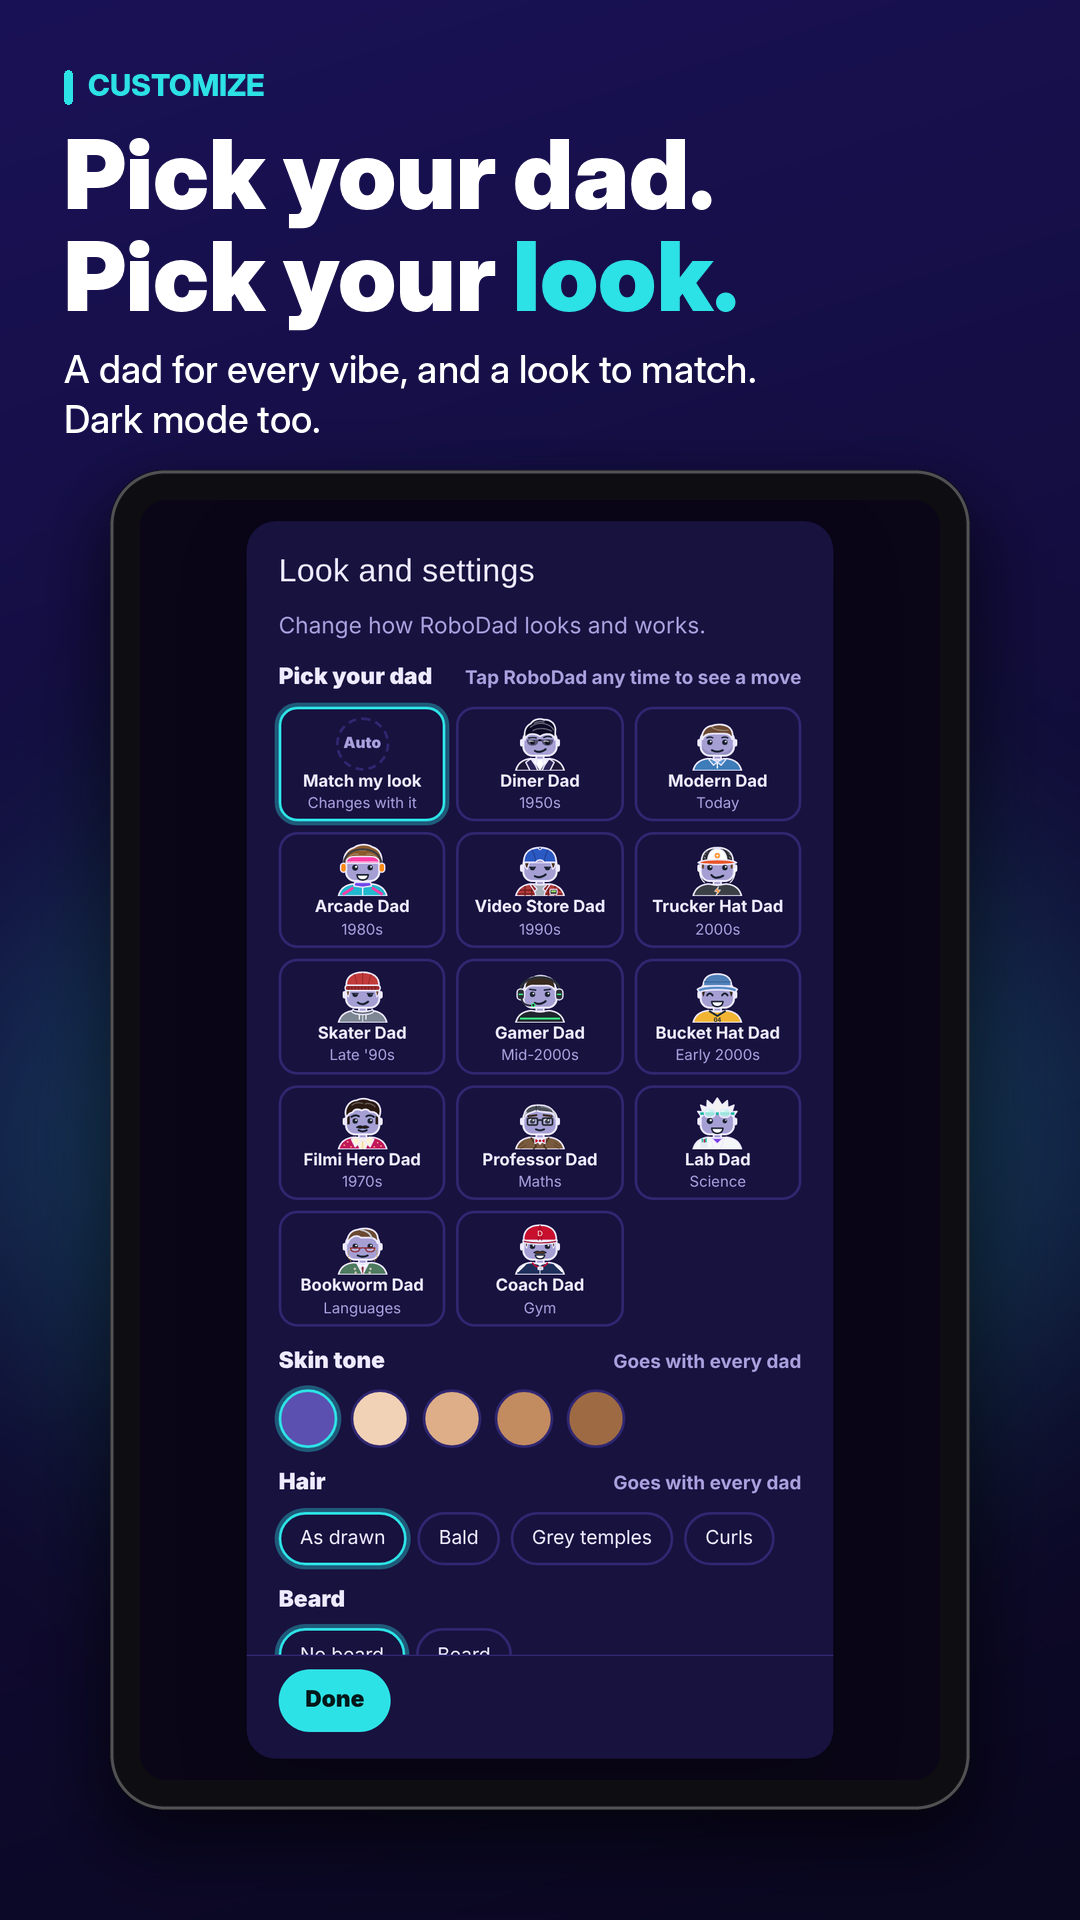 CUSTOMIZE
Pick your dad.
Pick your look.
A dad for every vibe, and a look to match.
Dark mode too.
Look and settings
Change how RoboDad looks and works.
Pick your dad
Tap RoboDad any time to see a move
Auto
Match my look
Changes with it
Diner Dad
1950s
Modern Dad
Today
Arcade Dad
1980s
Video Store Dad
1990s
Trucker Hat Dad
2000s
Skater Dad
Late '90s
Gamer Dad
Mid-2000s
Bucket Hat Dad
Early 2000s
Filmi Hero Dad
1970s
Professor Dad
Maths
Lab Dad
Science
Bookworm Dad
Languages
D
Coach Dad
Gym
Skin tone
Goes with every dad
Hair
Goes with every dad
As drawn
Bald
Grey temples
Curls
Beard
No beard
Beard
Done